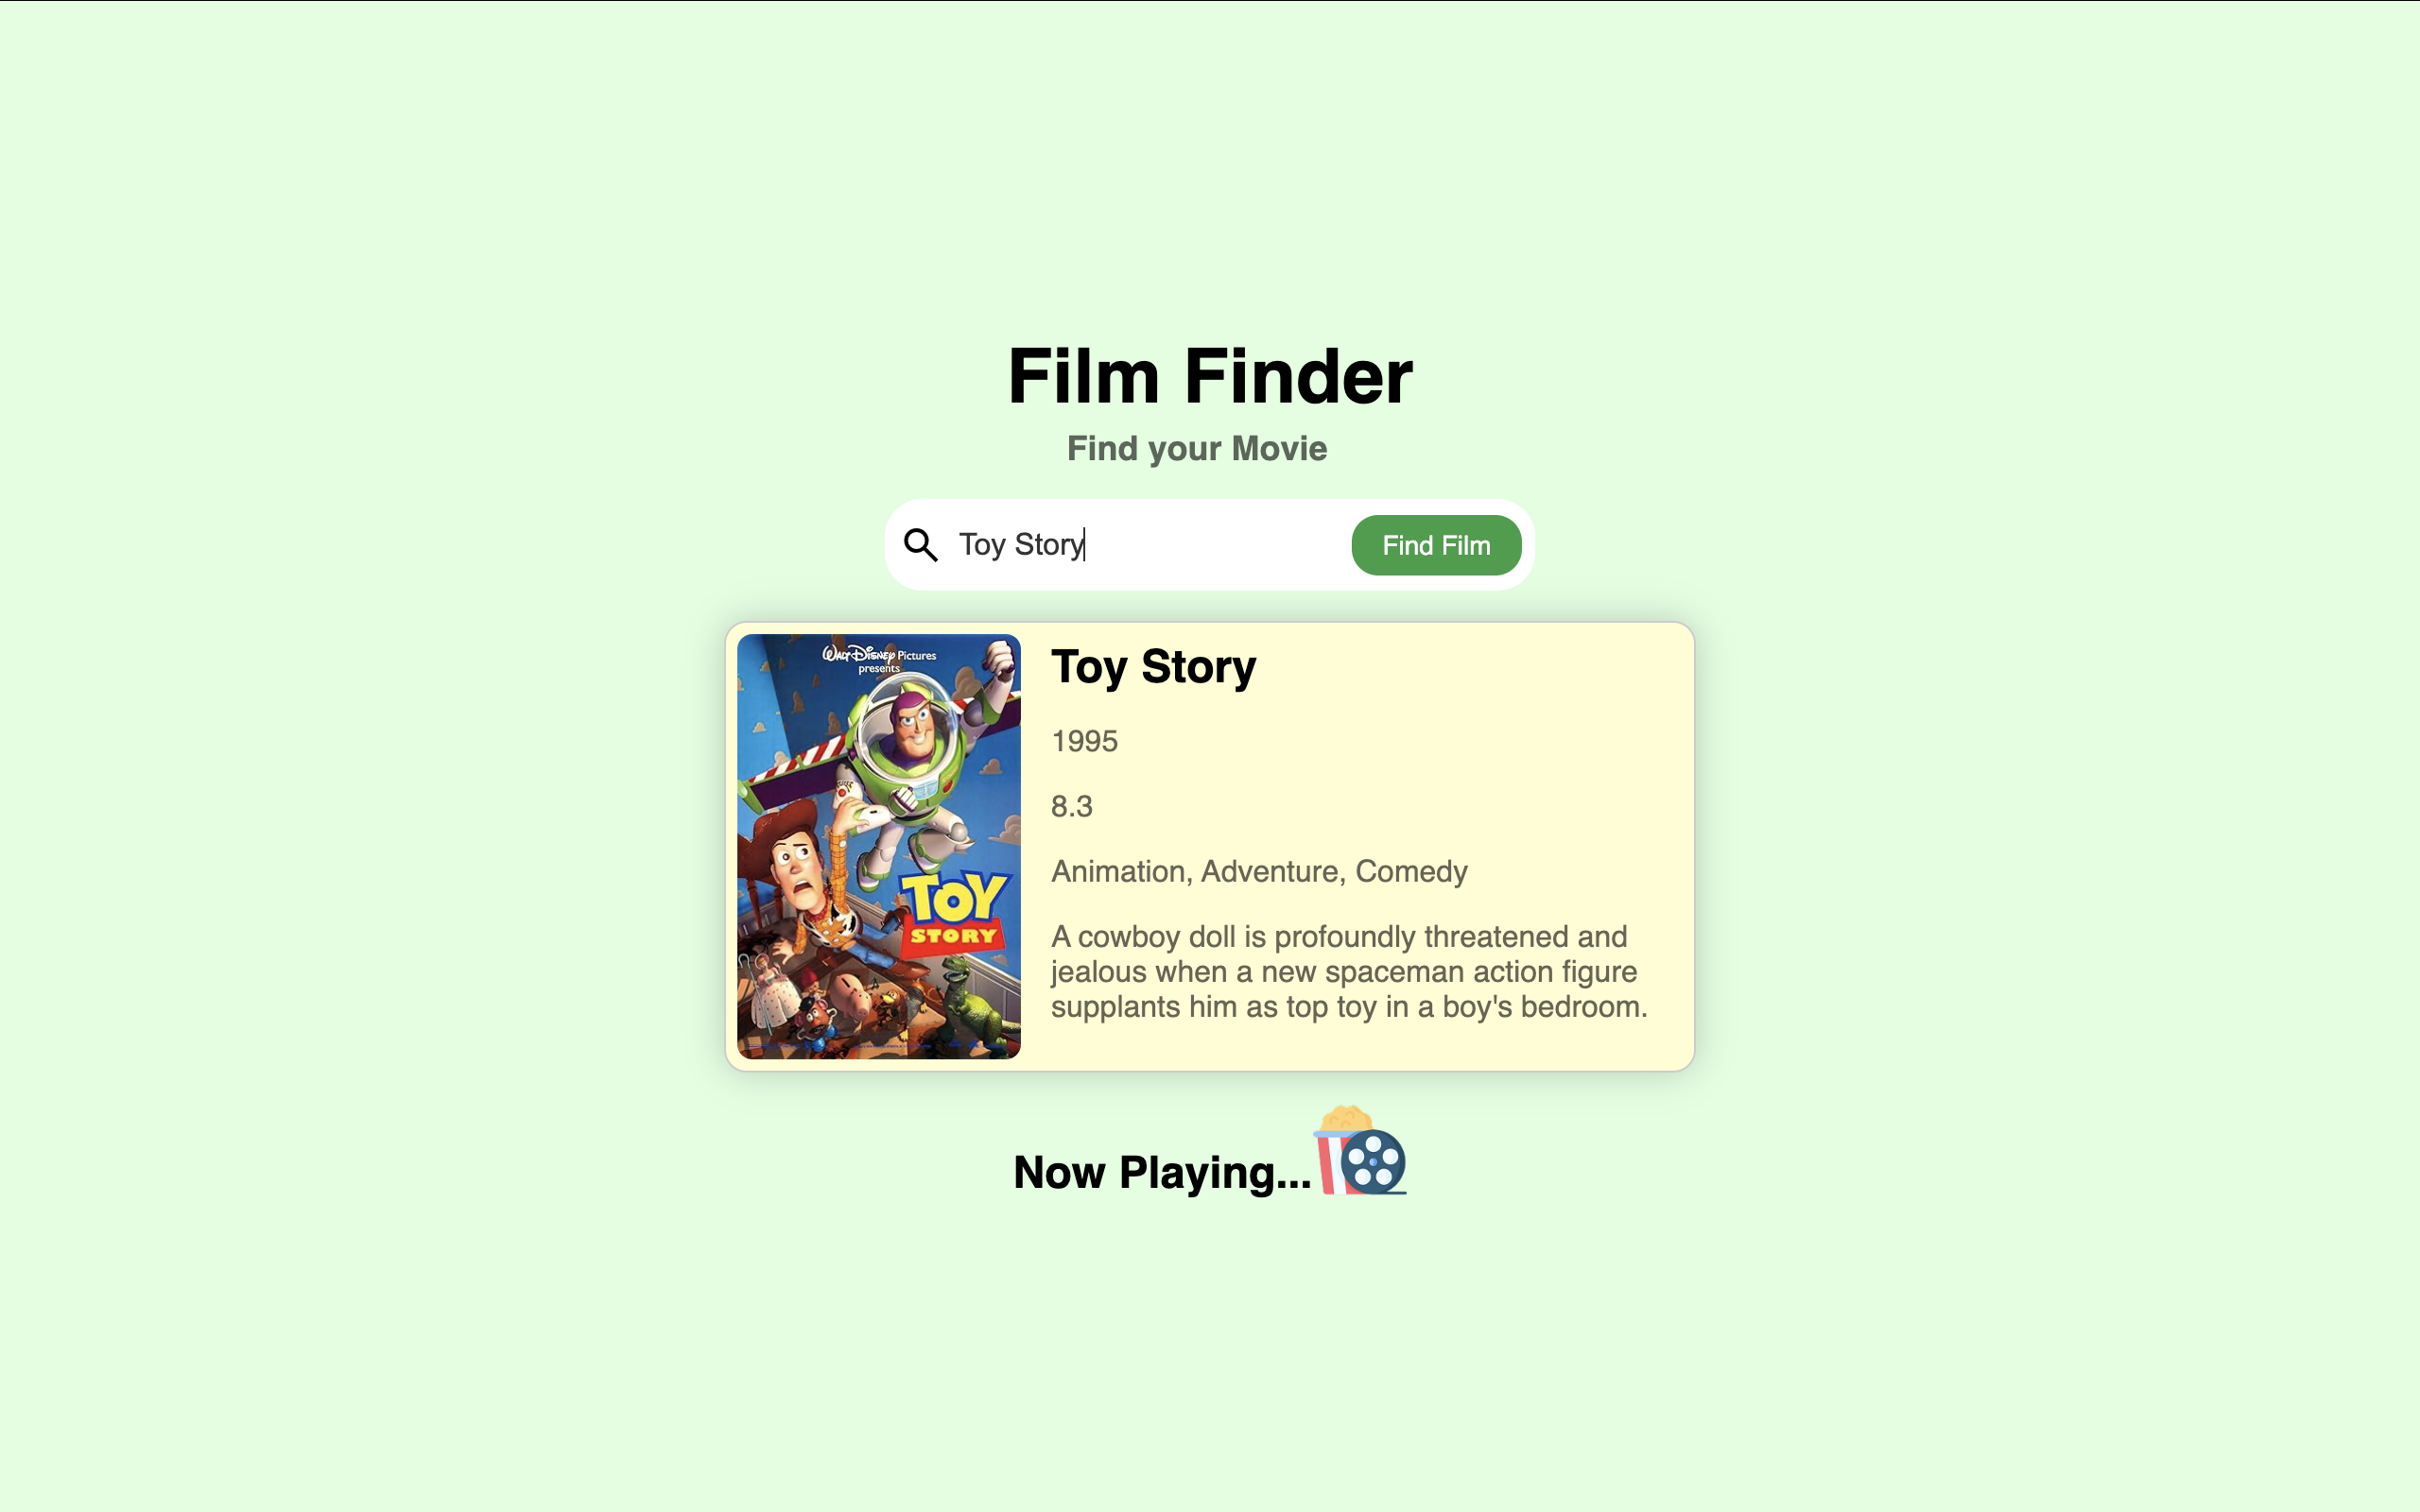 Film Finder
Find your Movie
Toy Story
Find Film
WALT DISNEY Pictures
presents
TOY
STORY
Toy Story
1995
8.3
Animation, Adventure, Comedy
A cowboy doll is profoundly threatened and
jealous when a new spaceman action figure
supplants him as top toy in a boy's bedroom.
Now Playing...